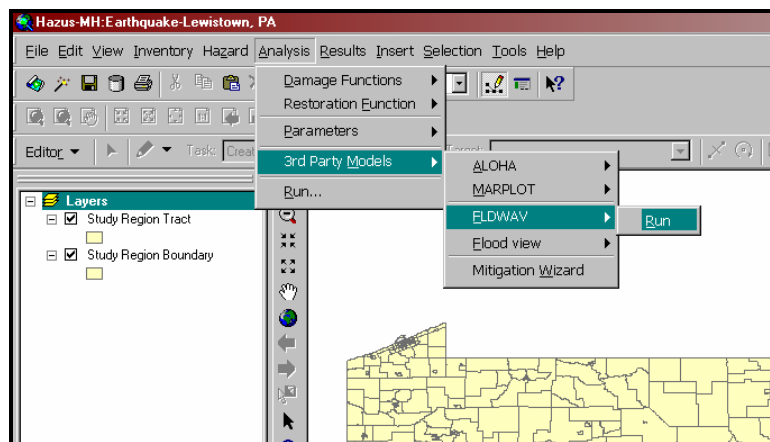 Hazus-MH:Earthquake-Lewistown, PA
File Edit View Inventory Hazard Analysis Results Insert Selection Tools Help
Damage Functions
Restoration Function
Parameters
3rd Party Models
Run...
ALOHA
MARPLOT
FLDWAV
Flood view
Mitigation Wizard
Run
Editor
Task:
Layers
Study Region Tract
Study Region Boundary